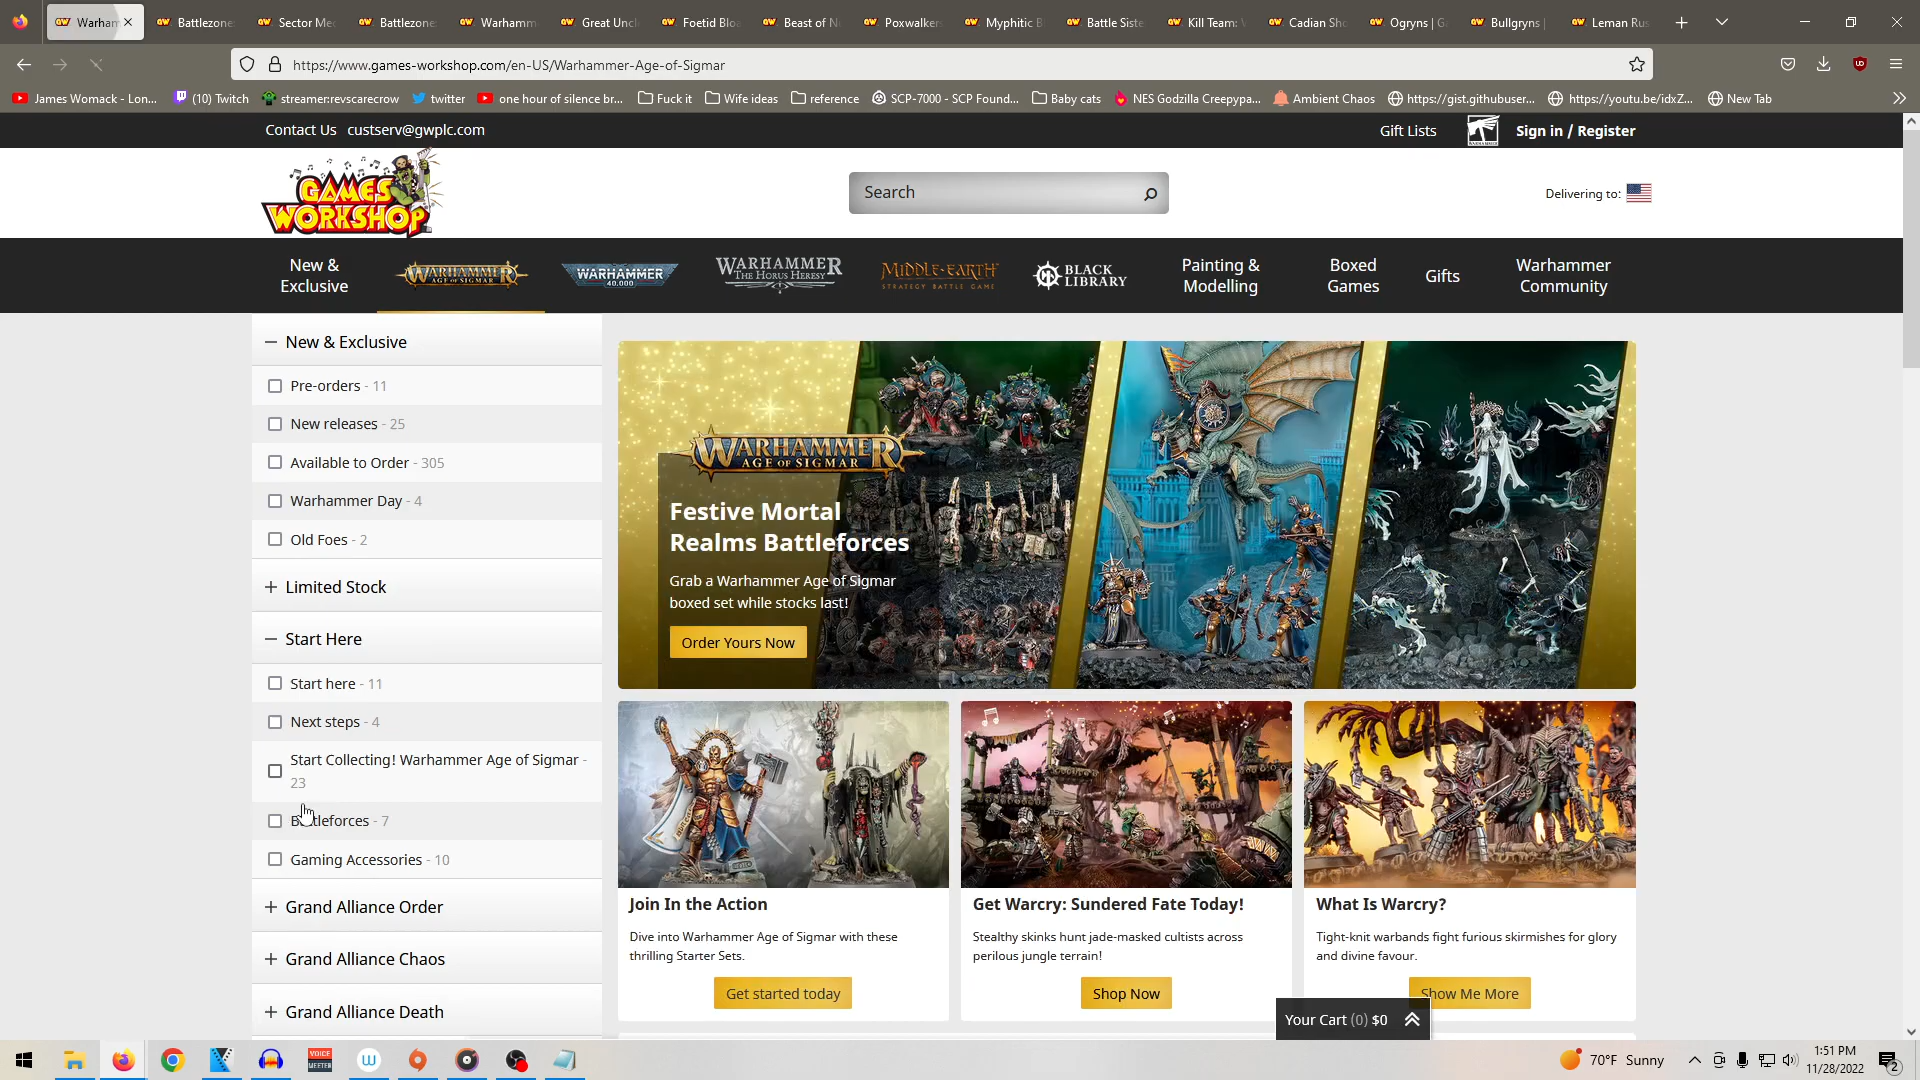 Warham
Battlezone
Sector Me
Battlezone
Warhamm
Great Uncl
Foetid Blo
Beast of N
Poxwalkers
Myphitic B
Battle Siste
Kill Team:
Cadian Sho
Ogryns | G
Bullgryns |
Leman Rus
https://www.games-workshop.com/en-US/Warhammer-Age-of-Sigmar
James Womack - Lon...
(10) Twitch
streamer:revscarecrow
twitter
one hour of silence br...
Fuck it
Wife ideas
reference
SCP-7000 - SCP Found...
Baby cats
NES Godzilla Creepypa...
Ambient Chaos
https://gist.githubuser...
https://youtu.be/idxZ...
New Tab
Contact Us custserv@gwplc.com
Gift Lists
Sign in / Register
GAMES
WORKSHOP
Search
Delivering to:
New &
Exclusive
WARHAMMER
AGE OF SIGMAR
WARHAMMER
40,000
WARHAMMER
THE HORUS HERESY
MIDDLE-EARTH
STRATEGY BATTLE GAME
BLACK
LIBRARY
Painting &
Modelling
Boxed
Games
Gifts
Warhammer
Community
New & Exclusive
Pre-orders - 11
New releases - 25
Available to Order - 305
Warhammer Day - 4
Old Foes - 2
Limited Stock
Start Here
Start here - 11
Next steps - 4
Start Collecting! Warhammer Age of Sigmar -
23
Battleforces - 7
Gaming Accessories - 10
Grand Alliance Order
Grand Alliance Chaos
Grand Alliance Death
WARHAMMER
AGE OF SIGMAR
Festive Mortal
Realms Battleforces
Grab a Warhammer Age of Sigmar
boxed set while stocks last!
Order Yours Now
Join In the Action
Dive into Warhammer Age of Sigmar with these
thrilling Starter Sets.
Get started today
Get Warcry: Sundered Fate Today!
Stealthy skinks hunt jade-masked cultists across
perilous jungle terrain!
Shop Now
What Is Warcry?
Tight-knit warbands fight furious skirmishes for glory
and divine favour.
Show Me More
Your Cart (0) $0
VOICE
MEETER
70°F Sunny
1:51 PM
11/28/2022
2